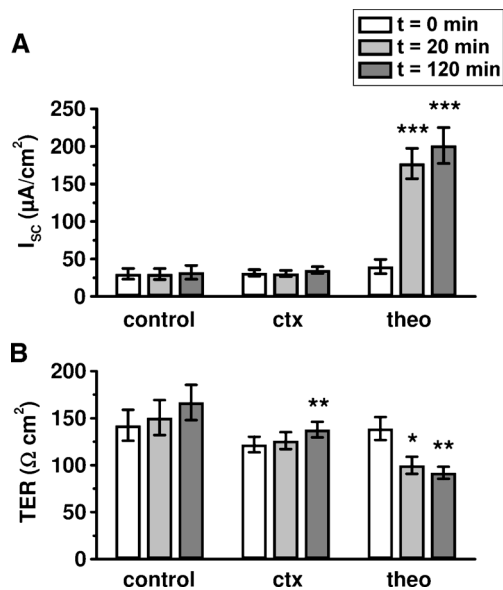 t = 0 min
t = 20 min
t = 120 min
A
I_SC (µA/cm²)
250
200
150
100
50
0
***
***
control
ctx
theo
B
TER (Ω cm²)
200
150
100
50
0
**
*
**
control
ctx
theo